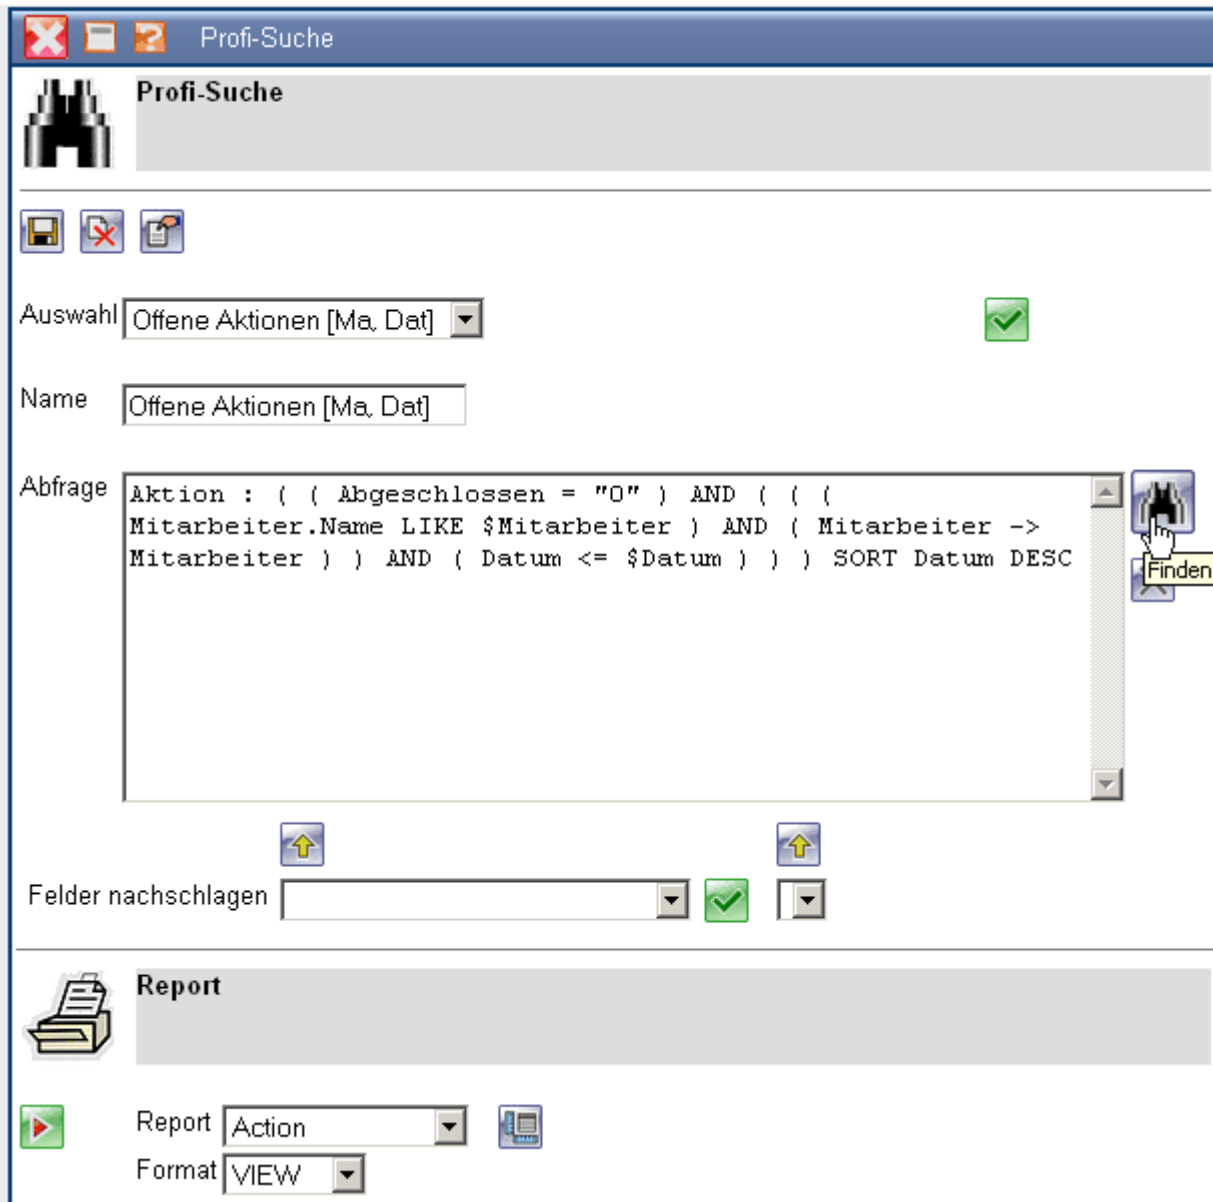 Profi-Suche
Profi-Suche
Auswahl Offene Aktionen [Ma, Dat]
Name Offene Aktionen [Ma, Dat]
Abfrage Aktion : ( ( Abgeschlossen = "0" ) AND ( ( (
Mitarbeiter.Name LIKE $Mitarbeiter ) AND ( Mitarbeiter ->
Mitarbeiter ) ) AND ( Datum <= $Datum ) ) ) SORT Datum DESC
Finden
Felder nachschlagen
Report
Report Action
Format VIEW